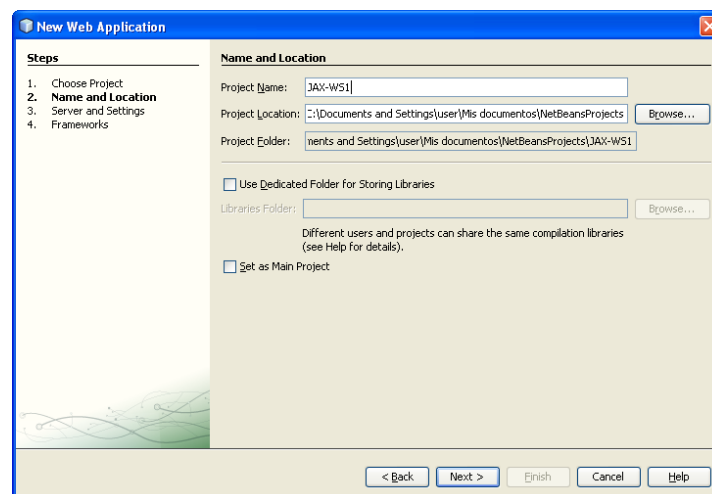 New Web Application
Steps
1. Choose Project
2. Name and Location
3. Server and Settings
4. Frameworks
Name and Location
Project Name: JAX-WS1
Project Location: C:\Documents and Settings\user\Mis documentos\NetBeansProjects Browse...
Project Folder: ments and Settings\user\Mis documentos\NetBeansProjects\JAX-WS1
Use Dedicated Folder for Storing Libraries
Libraries Folder: Browse...
Different users and projects can share the same compilation libraries
(see Help for details).
Set as Main Project
< Back Next > Finish Cancel Help